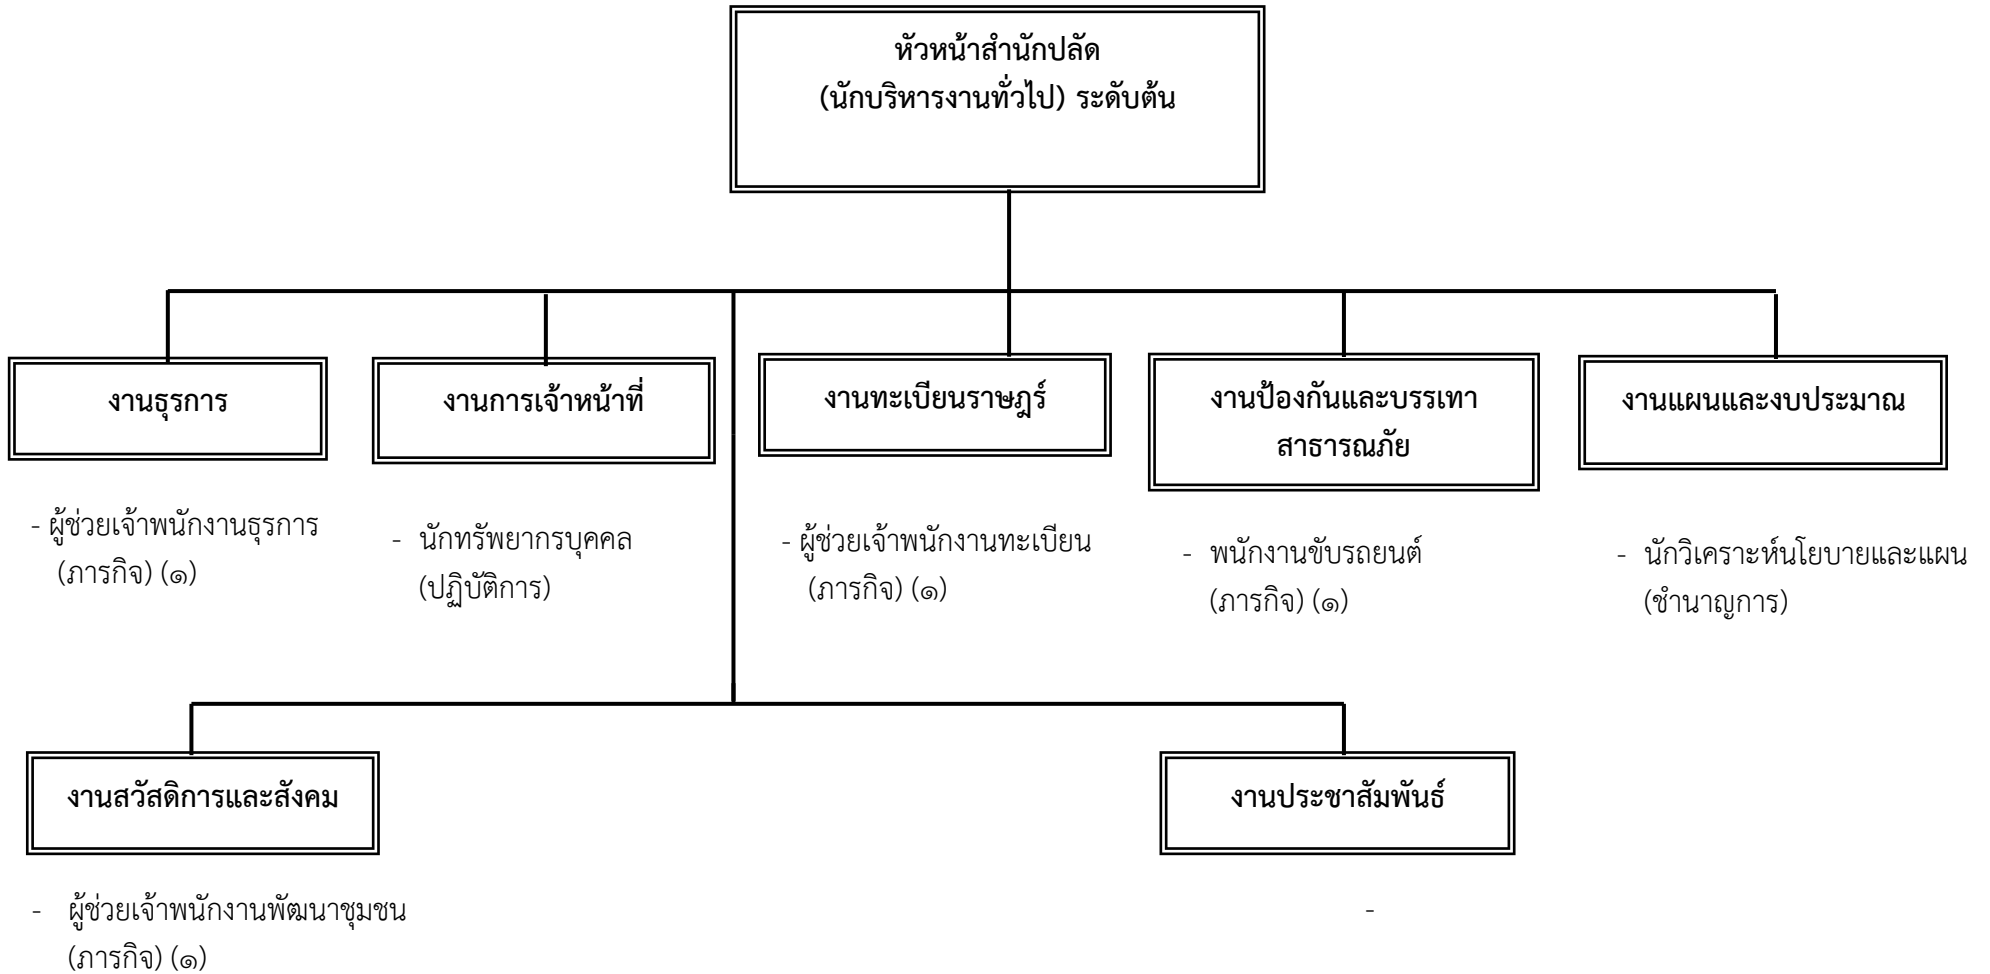 หัวหน้าสำนักปลัด
(นักบริหารงานทั่วไป) ระดับต้น
งานธุรการ
งานการเจ้าหน้าที่
งานทะเบียนราษฎร์
งานป้องกันและบรรเทา
สาธารณภัย
งานแผนและงบประมาณ
- ผู้ช่วยเจ้าพนักงานธุรการ
(ภารกิจ) (๑)
- นักทรัพยากรบุคคล
(ปฏิบัติการ)
- ผู้ช่วยเจ้าพนักงานทะเบียน
(ภารกิจ) (๑)
- พนักงานขับรถยนต์
(ภารกิจ) (๑)
- นักวิเคราะห์นโยบายและแผน
(ชำนาญการ)
งานสวัสดิการและสังคม
งานประชาสัมพันธ์
- ผู้ช่วยเจ้าพนักงานพัฒนาชุมชน
(ภารกิจ) (๑)
-